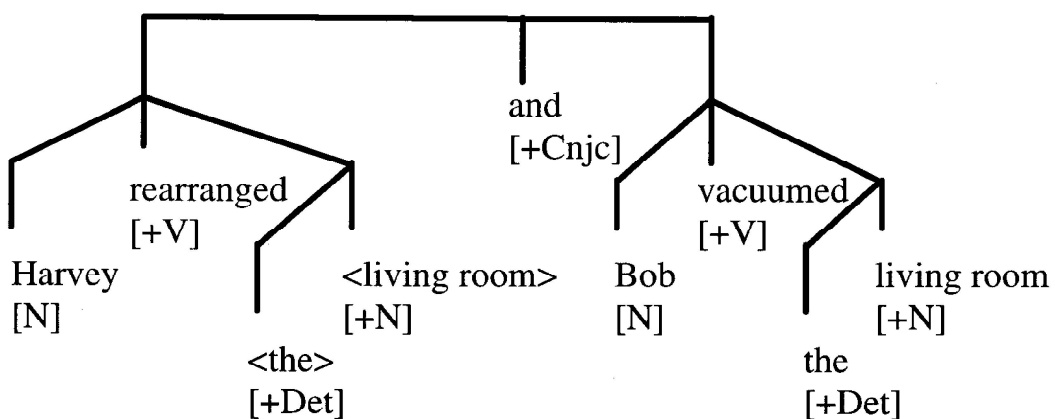 and
[+Cnjc]
rearranged
[+V]
vacuumed
[+V]
Harvey
[N]
<living room>
[+N]
Bob
[N]
living room
[+N]
<the>
[+Det]
the
[+Det]